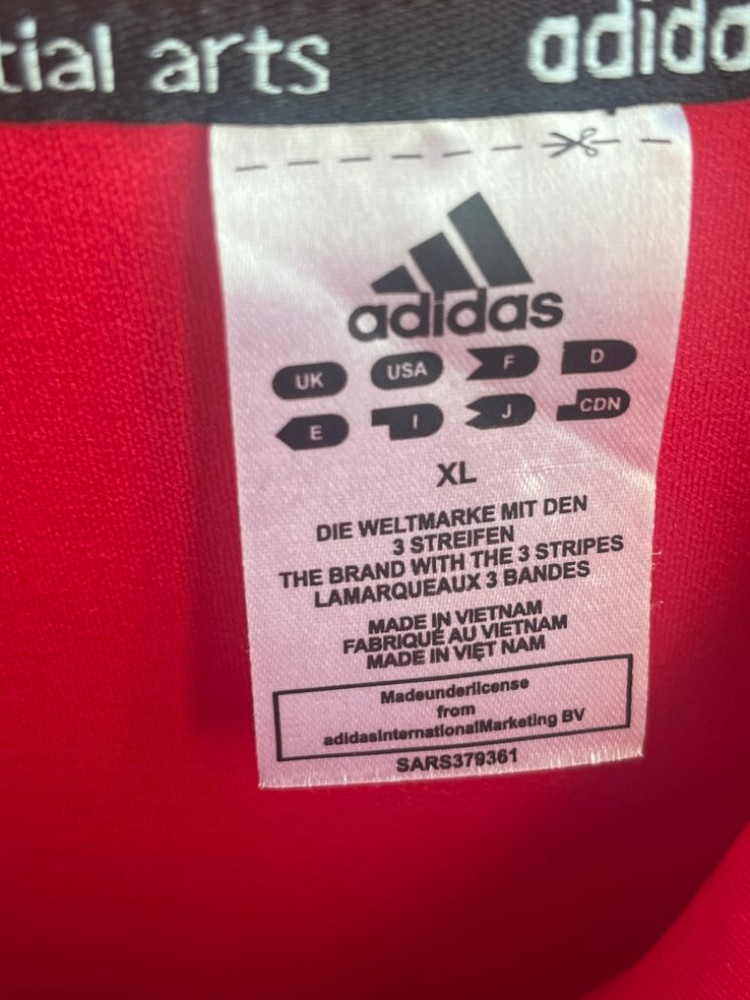 tial arts adida
adidas
UK USA F D
E I J CDN
XL
DIE WELTMARKE MIT DEN
3 STREIFEN
THE BRAND WITH THE 3 STRIPES
LAMARQUEAUX 3 BANDES
MADE IN VIETNAM
FABRIQUÉ AU VIETNAM
MADE IN VIỆT NAM
Madeunderlicense
from
adidasInternationalMarketing BV
SARS379361